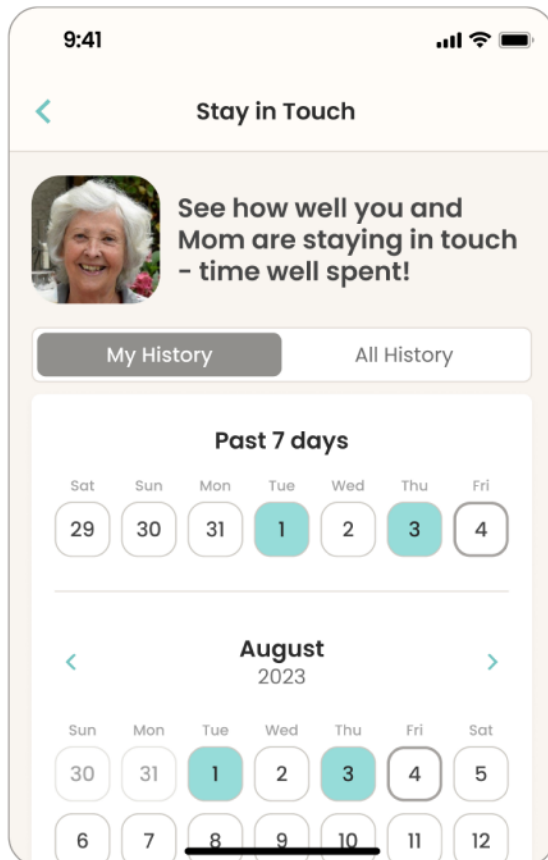 9:41
Stay in Touch
See how well you and
Mom are staying in touch
- time well spent!
My History All History
Past 7 days
Sat Sun Mon Tue Wed Thu Fri
29 30 31 1 2 3 4
August
2023
Sun Mon Tue Wed Thu Fri Sat
30 31 1 2 3 4 5
6 7 8 9 10 11 12